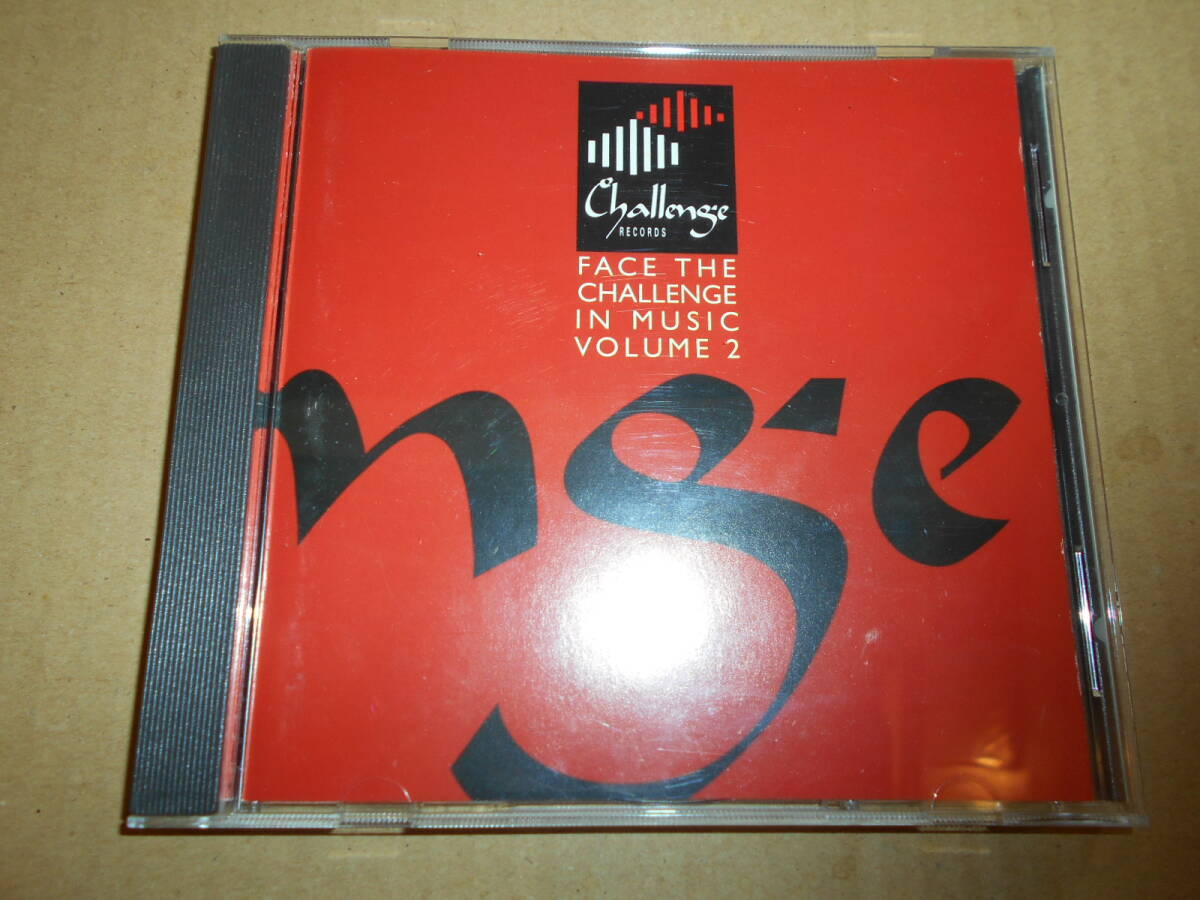 Challenge
RECORDS
FACE THE
CHALLENGE
IN MUSIC
VOLUME 2
nge